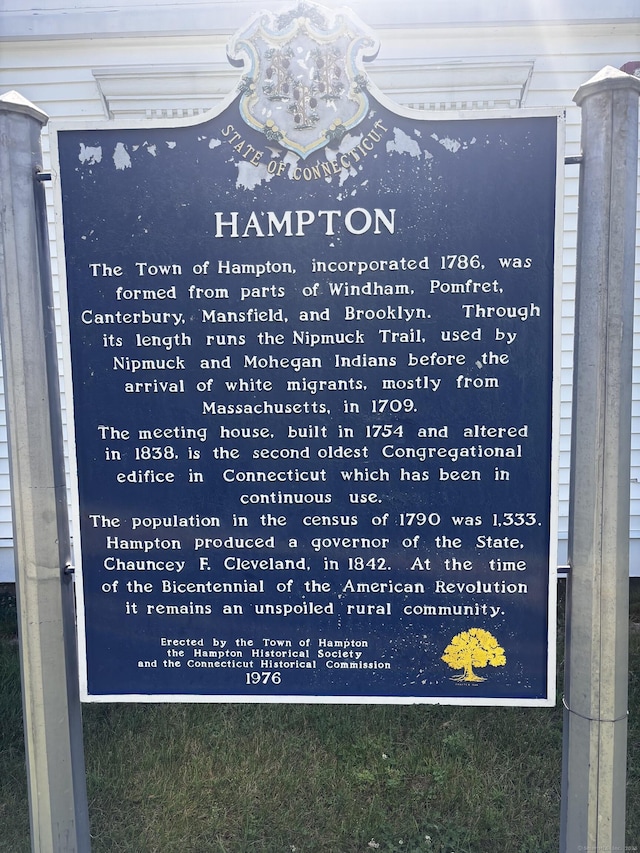 STATE OF CONNECTICUT
HAMPTON
The Town of Hampton, incorporated 1786, was
formed from parts of Windham, Pomfret,
Canterbury, Mansfield, and Brooklyn. Through
its length runs the Nipmuck Trail, used by
Nipmuck and Mohegan Indians before the
arrival of white migrants, mostly from
Massachusetts, in 1709.
The meeting house, built in 1754 and altered
in 1838, is the second oldest Congregational
edifice in Connecticut which has been in
continuous use.
The population in the census of 1790 was 1,333.
Hampton produced a governor of the State,
Chauncey F. Cleveland, in 1842. At the time
of the Bicentennial of the American Revolution
it remains an unspoiled rural community.
Erected by the Town of Hampton
the Hampton Historical Society
and the Connecticut Historical Commission
1976